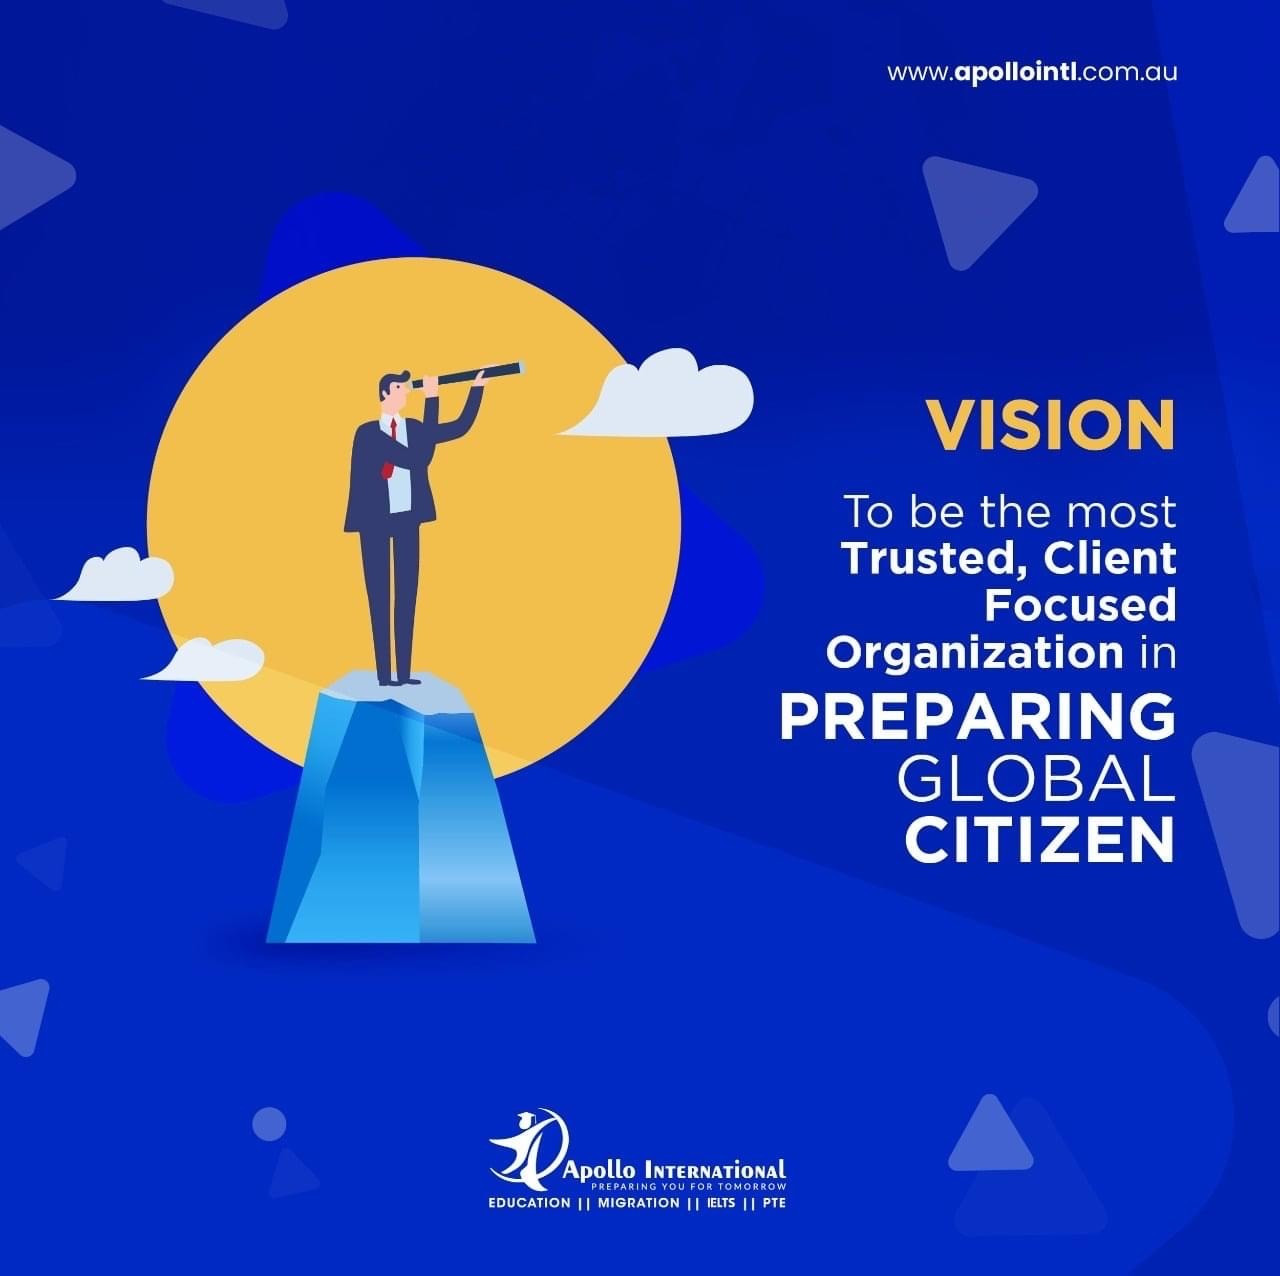 www.apollointl.com.au
VISION
To be the most
Trusted, Client
Focused
Organization in
PREPARING
GLOBAL
CITIZEN
Apollo International
PREPARING YOU FOR TOMORROW
EDUCATION || MIGRATION || IELTS || PTE